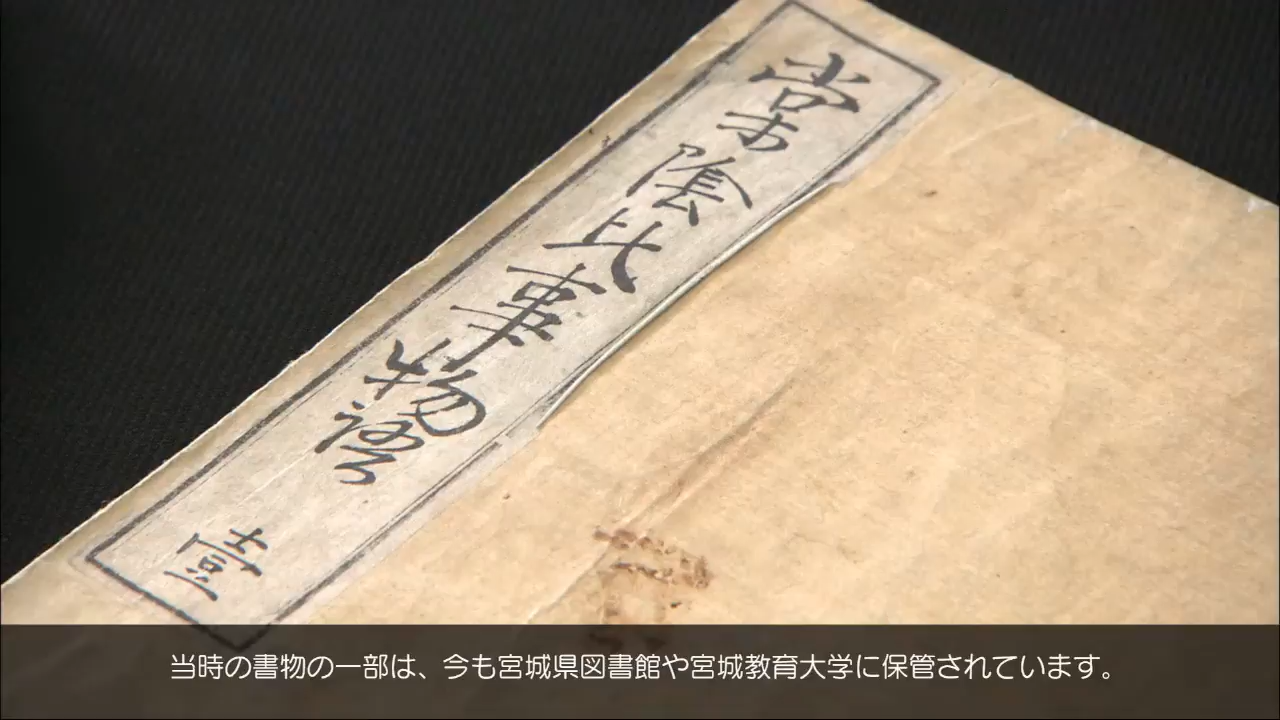 棠陰比事物語
壹
当時の書物の一部は、今も宮城県図書館や宮城教育大学に保管されています。